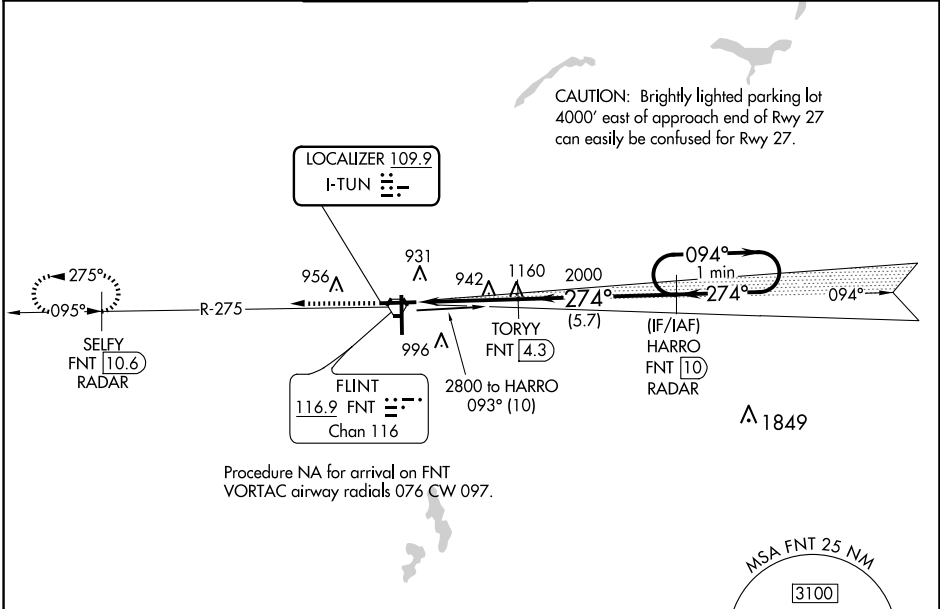 CAUTION: Brightly lighted parking lot
4000' east of approach end of Rwy 27
can easily be confused for Rwy 27.
LOCALIZER 109.9
I-TUN
275°
095°
SELFY
FNT 10.6
RADAR
R-275
956
931
942
1160
2000
274°
(5.7)
094°
1 min
274°
094°
996
TORYY
FNT 4.3
(IF/IAF)
HARRO
FNT 10
RADAR
2800 to HARRO
093° (10)
FLINT
116.9 FNT
Chan 116
1849
Procedure NA for arrival on FNT
VORTAC airway radials 076 CW 097.
MSA FNT 25 NM
3100